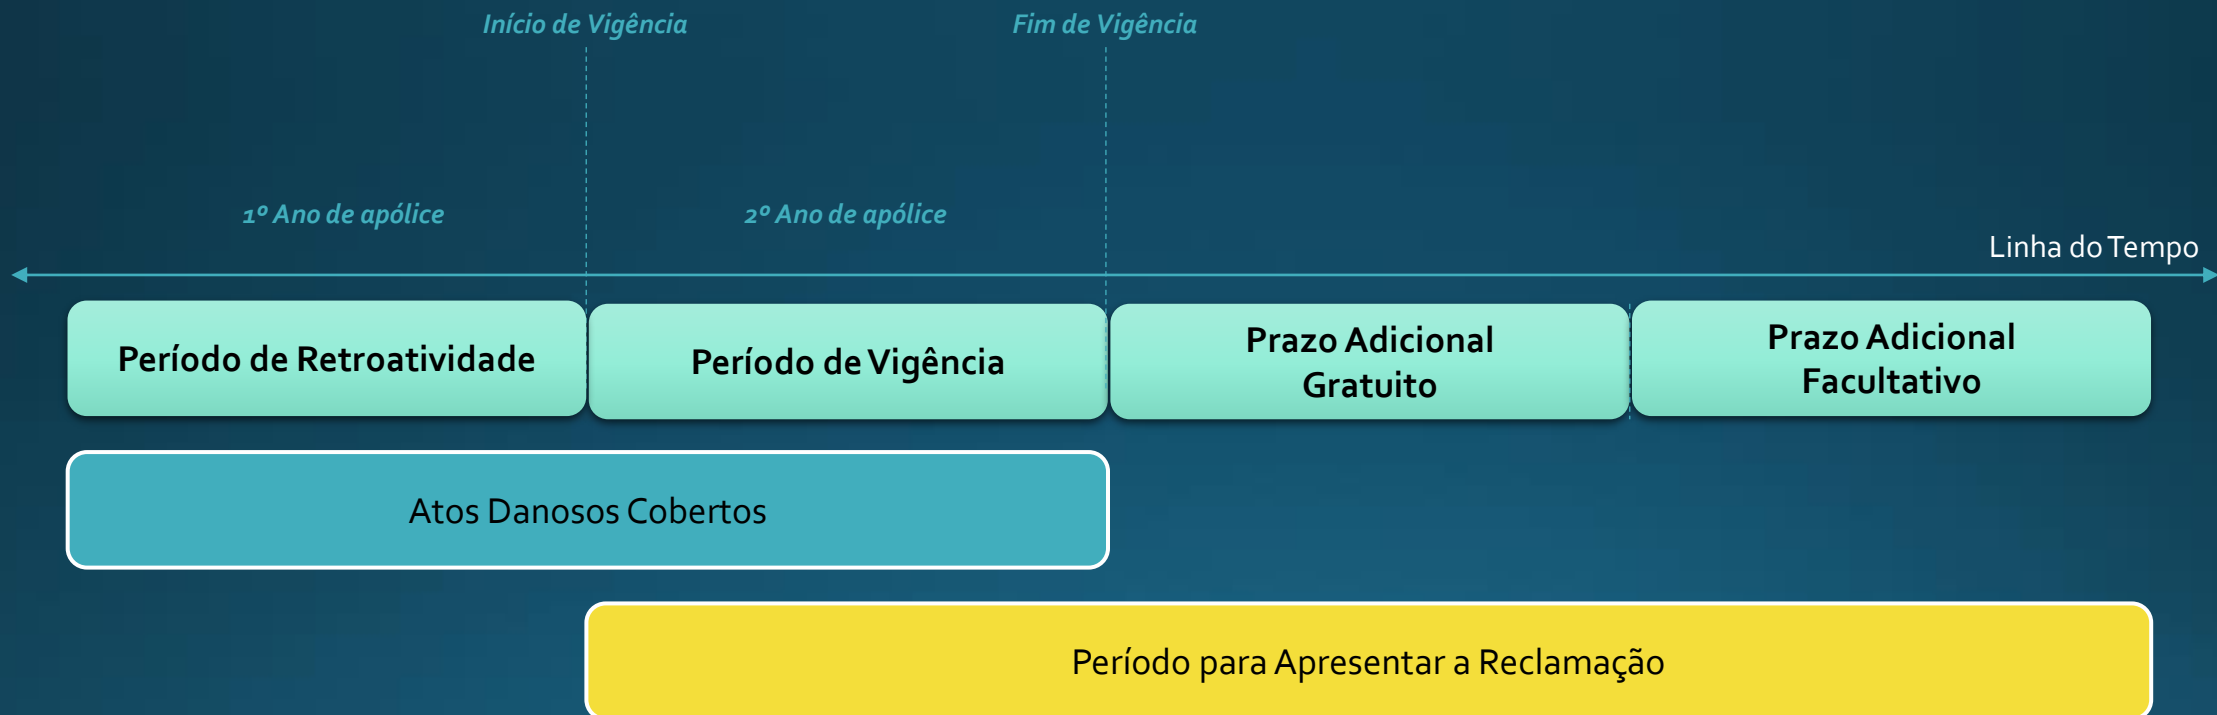 Início de Vigência
Fim de Vigência
1º Ano de apólice
2º Ano de apólice
Linha do Tempo
Período de Retroatividade
Período de Vigência
Prazo Adicional
Gratuito
Prazo Adicional
Facultativo
Atos Danosos Cobertos
Período para Apresentar a Reclamação